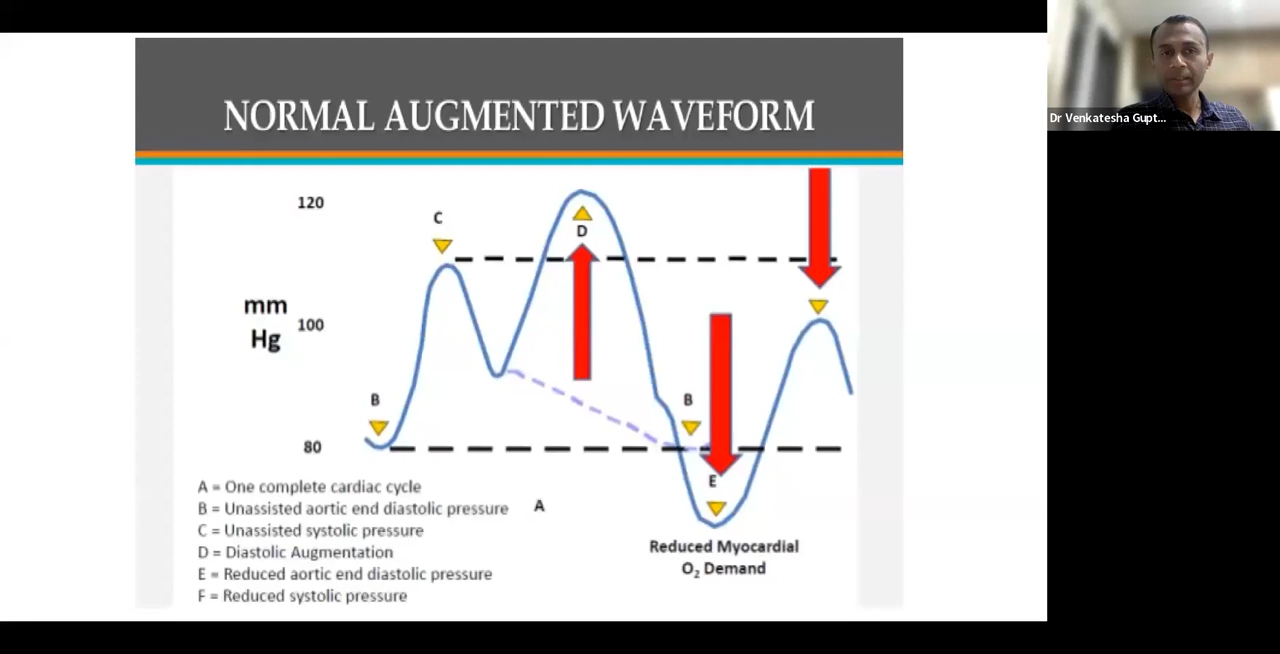 NORMAL AUGMENTED WAVEFORM
Dr Venkatesha Gupt...
120
C
D
mm
Hg
100
B
B
80
E
A = One complete cardiac cycle
B = Unassisted aortic end diastolic pressure
A
C = Unassisted systolic pressure
D = Diastolic Augmentation
E = Reduced aortic end diastolic pressure
F = Reduced systolic pressure
Reduced Myocardial
O₂ Demand